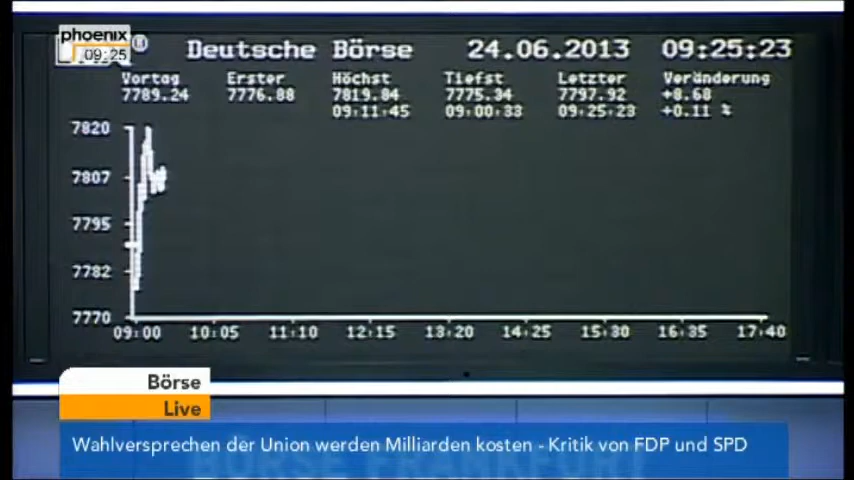 phoenix
09:25
Deutsche Börse 24.06.2013 09:25:23
Vortag Erster Höchst Tiefst Letzter Veränderung
7789.24 7776.88 7819.84 7775.34 7797.92 +8.68
09:11:45 09:00:33 09:25:23 +0.11 %
7820
7807
7795
7782
7770
09:00 10:05 11:10 12:15 13:20 14:25 15:30 16:35 17:40
Börse
Live
Wahlversprechen der Union werden Milliarden kosten - Kritik von FDP und SPD
BÖRSE FRANKFURT